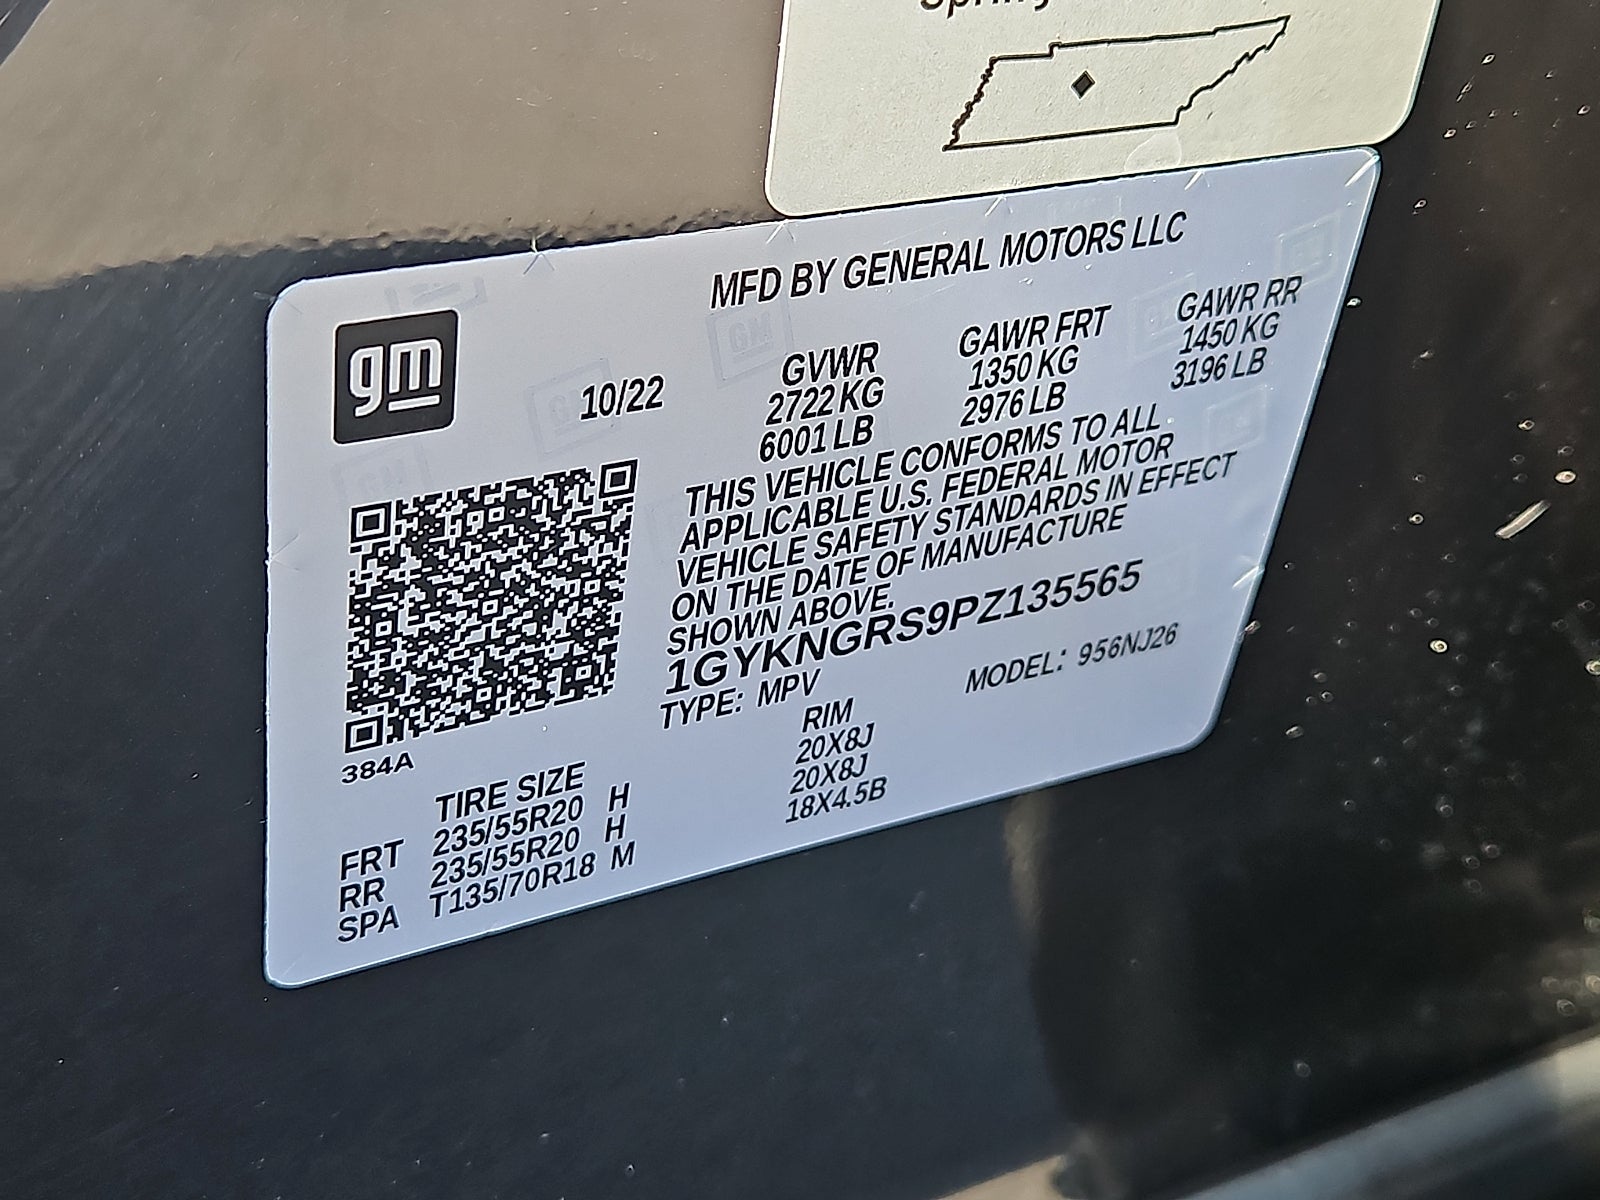 MFD BY GENERAL MOTORS LLC
gm
10/22
GVWR GAWR FRT GAWR RR
2722 KG 1350 KG 1450 KG
6001 LB 2976 LB 3196 LB
THIS VEHICLE CONFORMS TO ALL
APPLICABLE U.S. FEDERAL MOTOR
VEHICLE SAFETY STANDARDS IN EFFECT
ON THE DATE OF MANUFACTURE
SHOWN ABOVE.
1GYKNGRS9PZ135565
TYPE: MPV MODEL: 956NJ26
384A
TIRE SIZE RIM
FRT 235/55R20 H 20X8J
RR 235/55R20 H 20X8J
SPA T135/70R18 M 18X4.5B